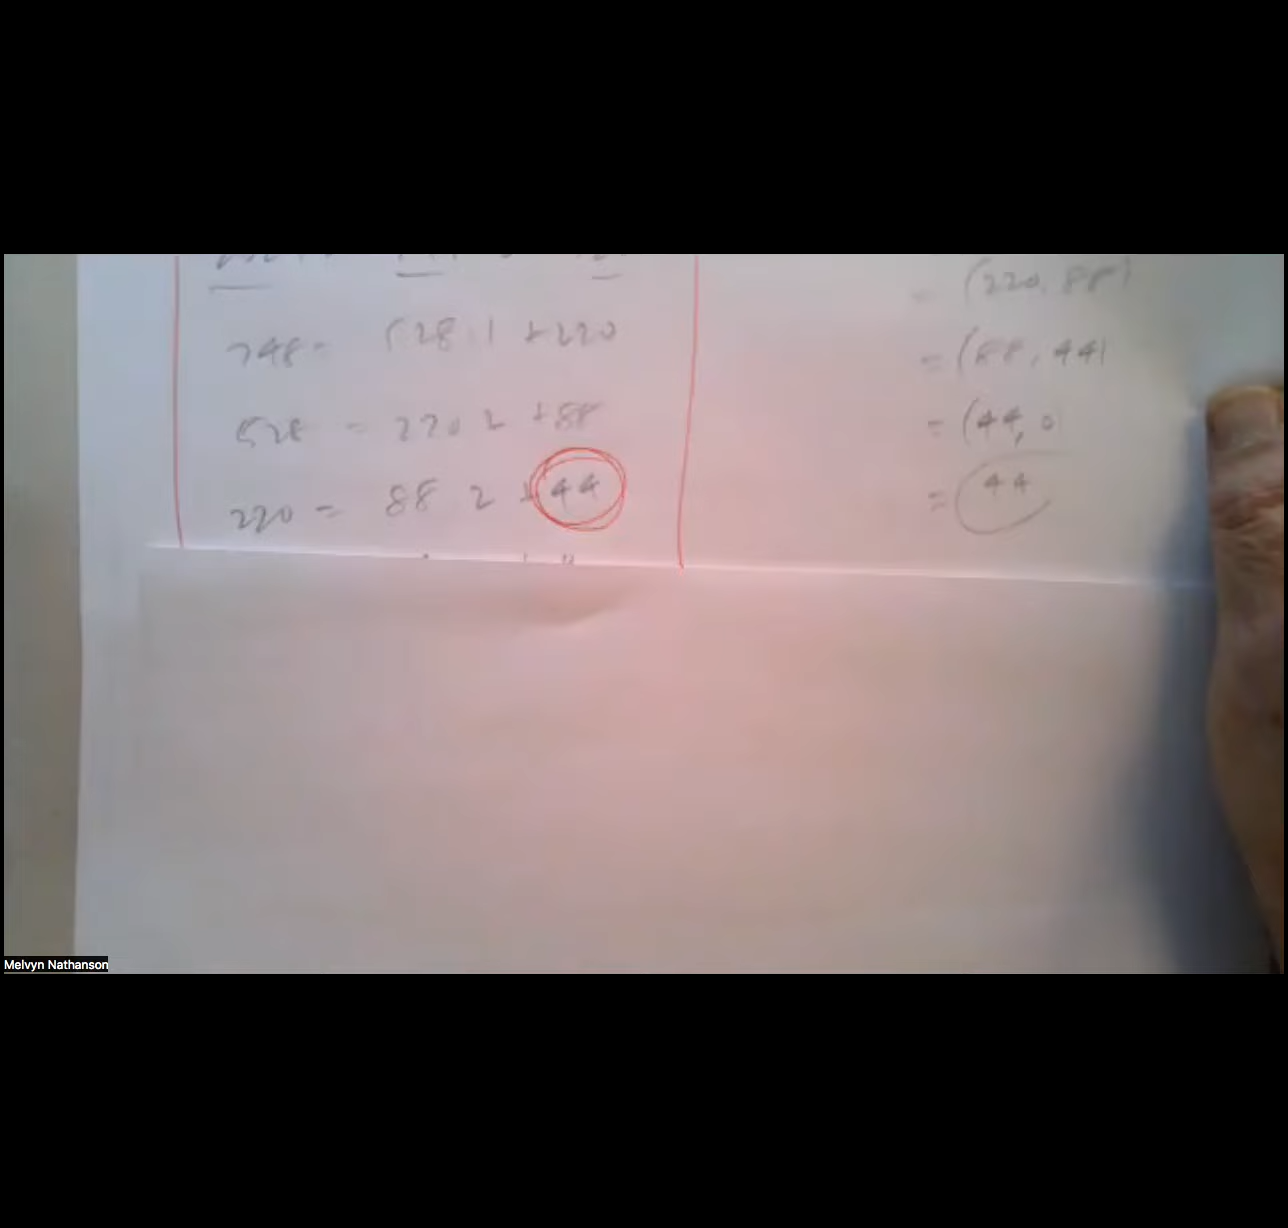 748 = 528.1 + 220
528 = 220 2 + 88
220 = 88 2 + 44
= (220, 88)
= (88, 44)
= (44, 0)
= 44
Melvyn Nathanson